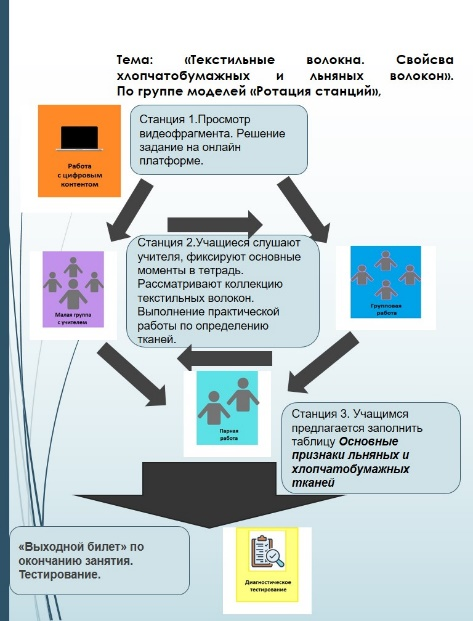 Тема: «Текстильные волокна. Свойсва
хлопчатобумажных и льняных волокон».
По группе моделей «Ротация станций»,
Станция 1.Просмотр
видеофрагмента. Решение
задание на онлайн
платформе.
Работа
с цифровым
контентом
Станция 2.Учащиеся слушают
учителя, фиксируют основные
моменты в тетрадь.
Рассматривают коллекцию
текстильных волокон.
Выполнение практической
работы по определению
тканей.
Малая группа
с учителем
Групповая
работа
Парная
работа
Станция 3. Учащимся
предлагается заполнить
таблицу Основные
признаки льняных и
хлопчатобумажных
тканей
«Выходной билет» по
окончанию занятия.
Тестирование.
Диагностическое
тестирование